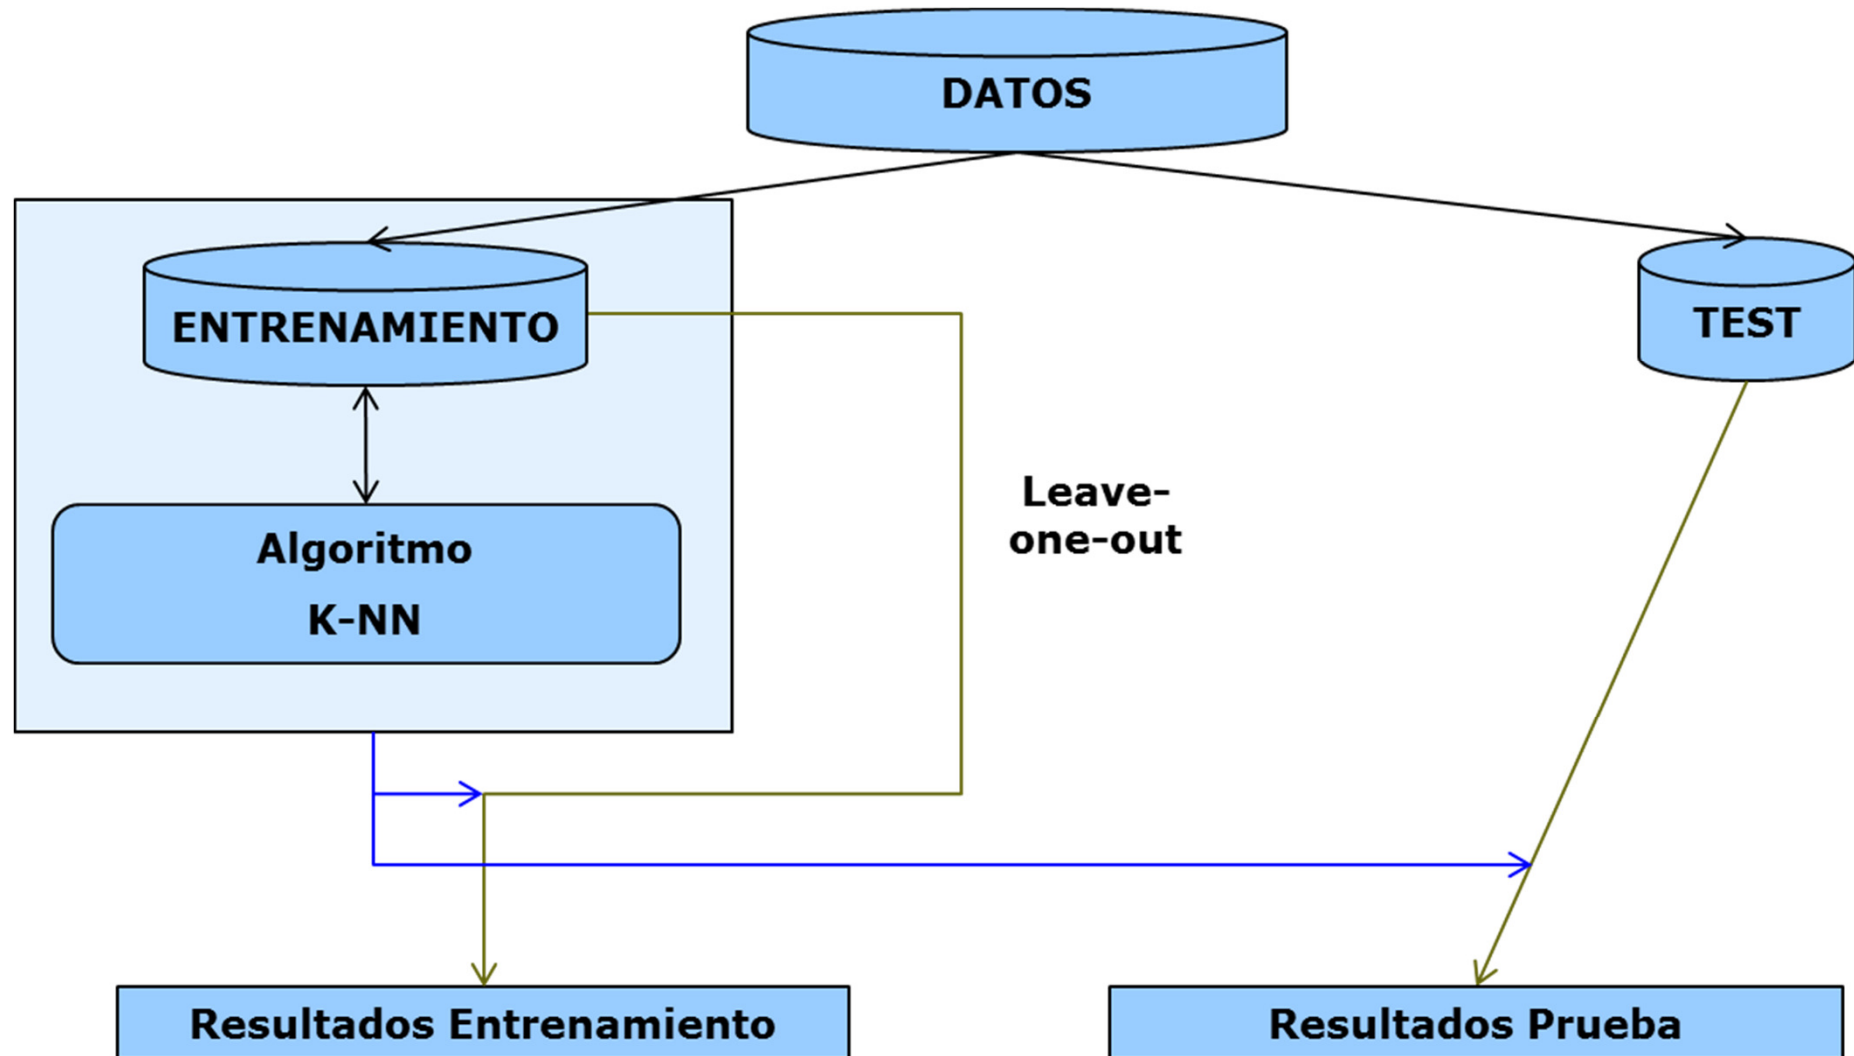 DATOS
ENTRENAMIENTO
TEST
Leave-
one-out
Algoritmo
K-NN
Resultados Entrenamiento
Resultados Prueba